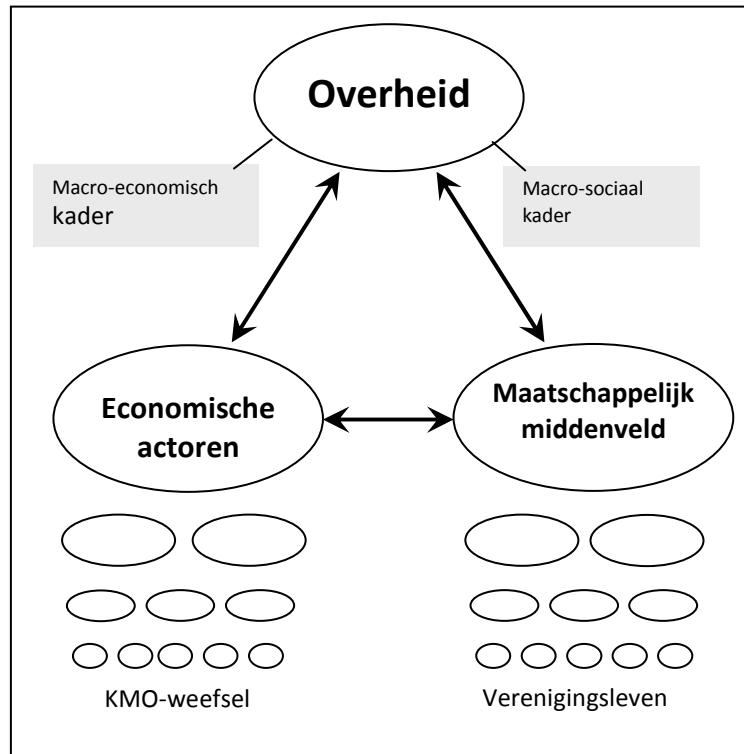 Overheid
Macro-economisch
kader
Macro-sociaal
kader
Economische
actoren
Maatschappelijk
middenveld
KMO-weefsel
Verenigingsleven